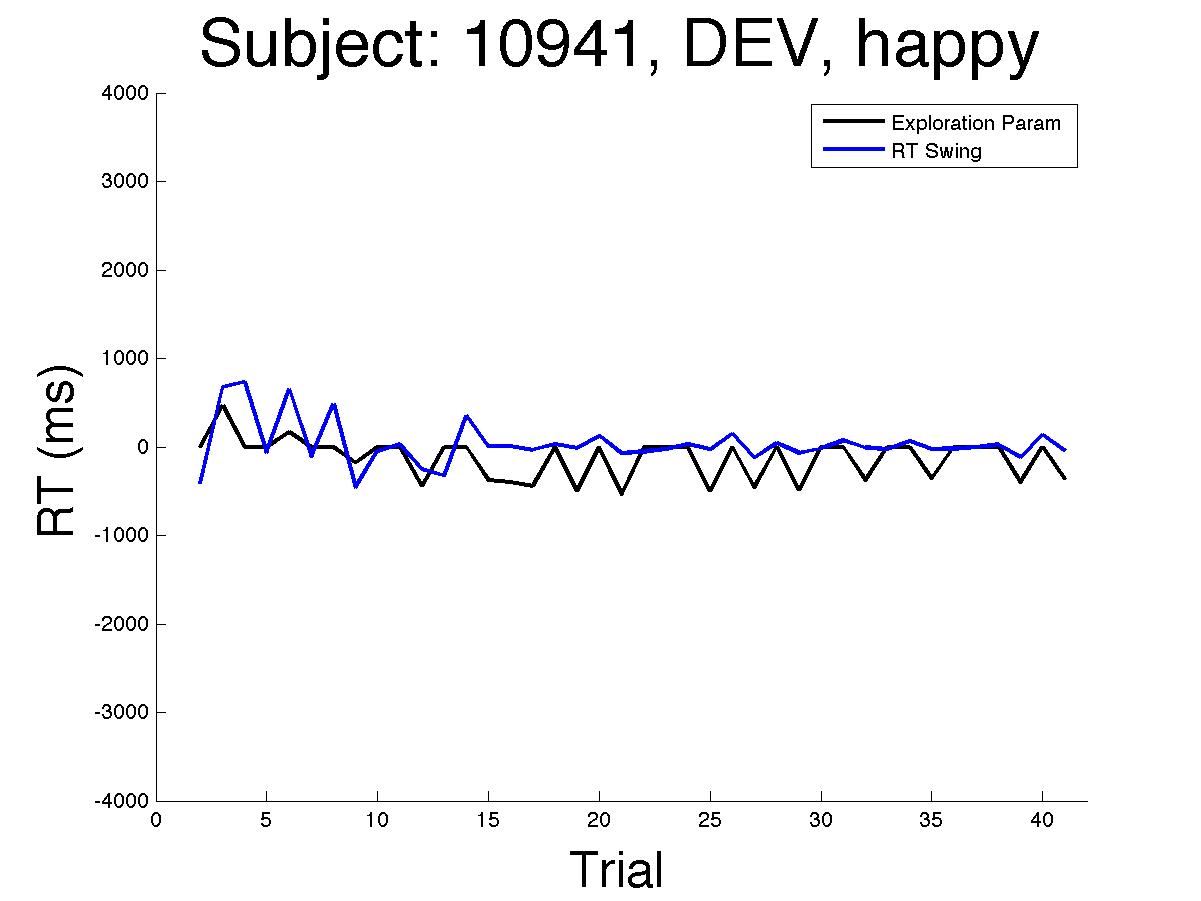 Subject: 10941, DEV, happy
Exploration Param
RT Swing
4000
3000
2000
1000
0
-1000
-2000
-3000
-4000
RT (ms)
0 5 10 15 20 25 30 35 40
Trial